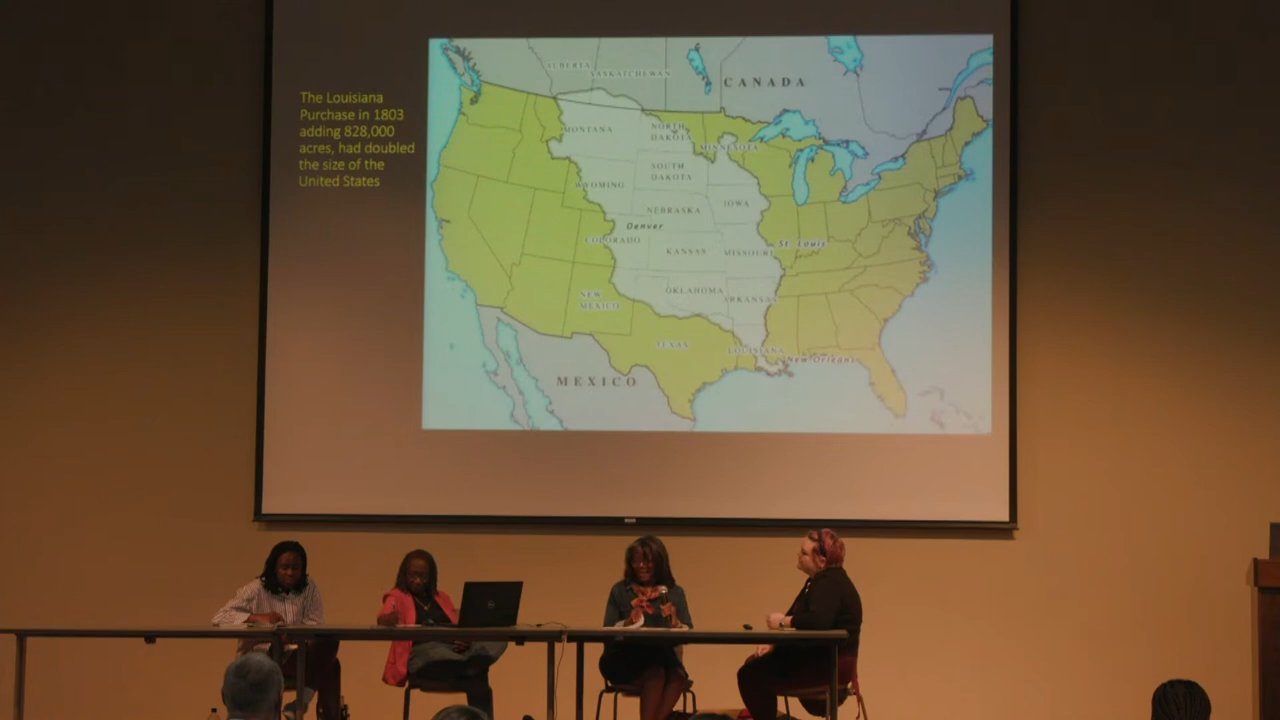 The Louisiana
Purchase in 1803
adding 828,000
acres, had doubled
the size of the
United States
ALBERTA
SASKATCHEWAN
CANADA
MONTANA
NORTH
DAKOTA
MINNESOTA
SOUTH
DAKOTA
WYOMING
IOWA
NEBRASKA
Denver
COLORADO
St. Louis
KANSAS
MISSOURI
NEW
MEXICO
OKLAHOMA
ARKANSAS
TEXAS
LOUISIANA
New Orleans
MEXICO